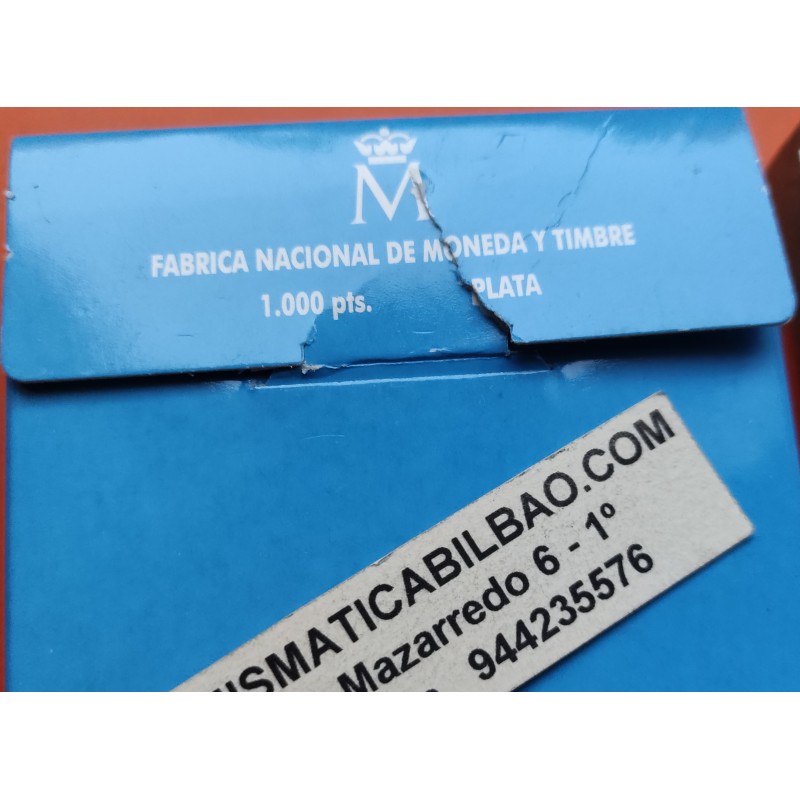 M
FABRICA NACIONAL DE MONEDA Y TIMBRE
1.000 pts. PLATA
ISMATICABILBAO.COM
Mazarredo 6 - 1º
944235576